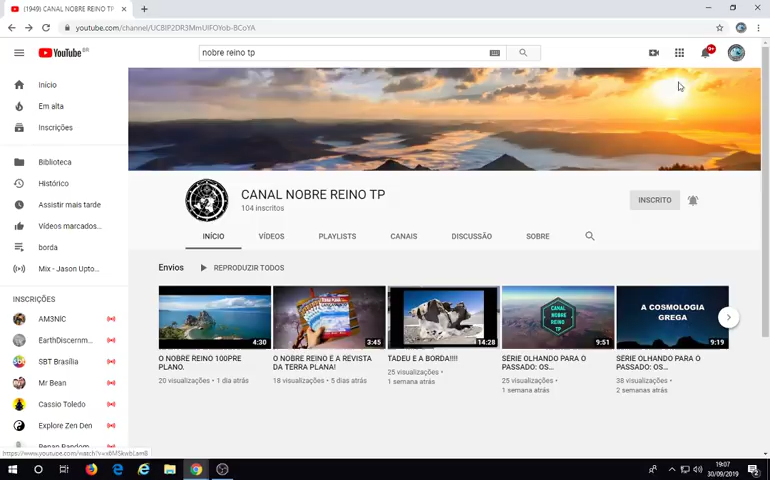 (1949) CANAL NOBRE REINO TP
youtube.com/channel/
YouTube BR
nobre reino tp
9+
Início
Em alta
Inscrições
Biblioteca
Histórico
Assistir mais tarde
Vídeos marcados...
borda
Mix - Jason Upto...
INSCRIÇÕES
AM3NIC
EarthDiscernm...
SBT Brasília
Mr Bean
Cassio Toledo
Explore Zen Den
CANAL NOBRE REINO TP
104 inscritos
INSCRITO
INÍCIO VÍDEOS PLAYLISTS CANAIS DISCUSSÃO SOBRE
Envios REPRODUZIR TODOS
4:30
TERRA PLANA
3:45
14:28
CANAL
NOBRE
REINO
TP
9:51
A COSMOLOGIA
GREGA
9:19
O NOBRE REINO 100PRE
PLANO.
20 visualizações • 1 dia atrás
O NOBRE REINO E A REVISTA
DA TERRA PLANA!
18 visualizações • 5 dias atrás
TADEU E A BORDA!!!!
25 visualizações •
1 semana atrás
SÉRIE OLHANDO PARA O
PASSADO: OS...
25 visualizações •
1 semana atrás
SÉRIE OLHANDO PARA O
PASSADO: OS...
38 visualizações •
2 semanas atrás
19:07
30/09/2019
2